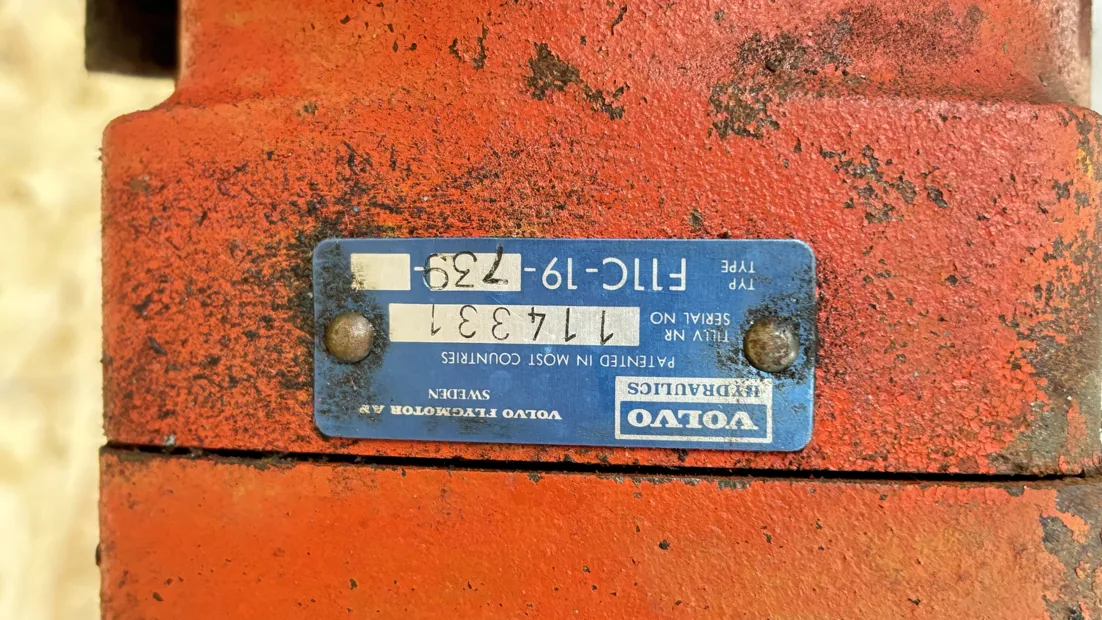 VOLVO
HYDRAULICS
VOLVO FLYGMOTOR AB
SWEDEN
PATENTED IN MOST COUNTRIES
TILLV NR
SERIAL NO
114331
TYP
TYPE
F11C-19-739-